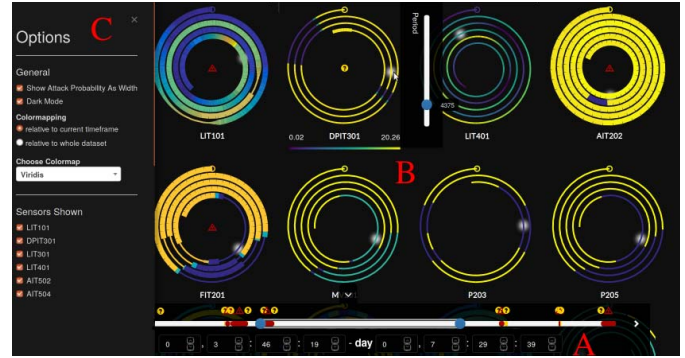 Options
C
×
General
Show Attack Probability As Width
Dark Mode
Colormapping
relative to current timeframe
relative to whole dataset
Choose Colormap
Viridis
Sensors Shown
LIT101
DPIT301
LIT301
LIT401
AIT502
AIT504
Period
4375
LIT101
0.02 DPIT301 20.26
LIT401
AIT202
B
FIT201
P203
P205
0 , 3 : 46 : 19 - day 0 , 7 : 29 : 39
A